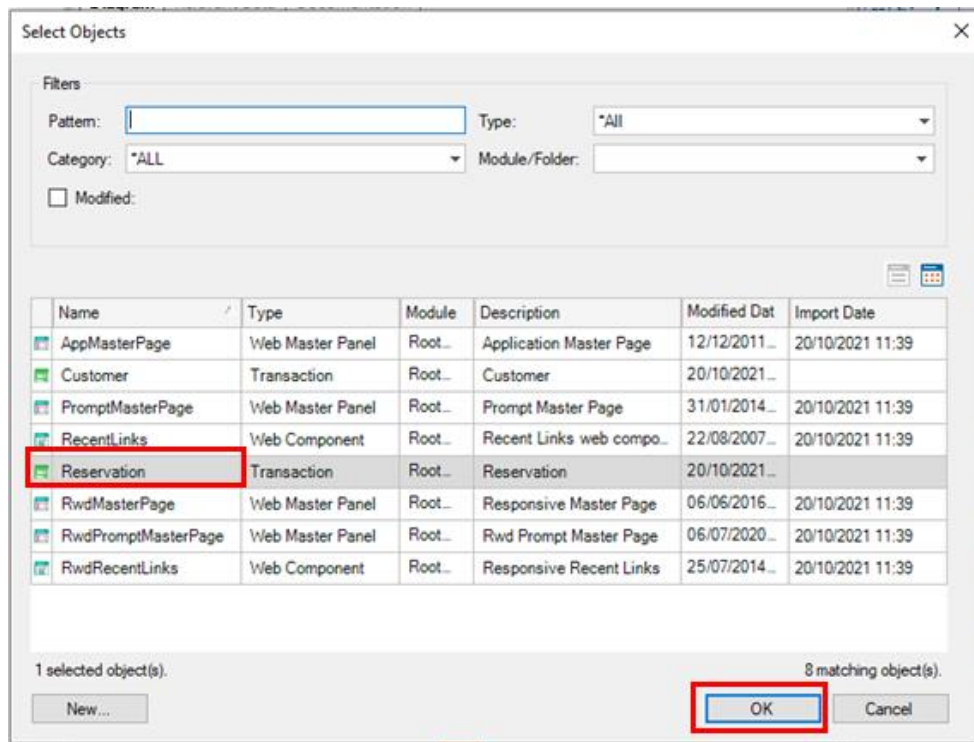 Select Objects
Filters
Pattern:
Type: *All
Category: *ALL Module/Folder:
Modified:
Name Type Module Description Modified Dat Import Date
AppMasterPage Web Master Panel Root... Application Master Page 12/12/2011... 20/10/2021 11:39
Customer Transaction Root... Customer 20/10/2021...
PromptMasterPage Web Master Panel Root... Prompt Master Page 31/01/2014... 20/10/2021 11:39
RecentLinks Web Component Root... Recent Links web compo... 22/08/2007... 20/10/2021 11:39
Reservation Transaction Root... Reservation 20/10/2021...
RwdMasterPage Web Master Panel Root... Responsive Master Page 06/06/2016... 20/10/2021 11:39
RwdPromptMasterPage Web Master Panel Root... Rwd Prompt Master Page 06/07/2020... 20/10/2021 11:39
RwdRecentLinks Web Component Root... Responsive Recent Links 25/07/2014... 20/10/2021 11:39
1 selected object(s). 8 matching object(s).
New... OK Cancel